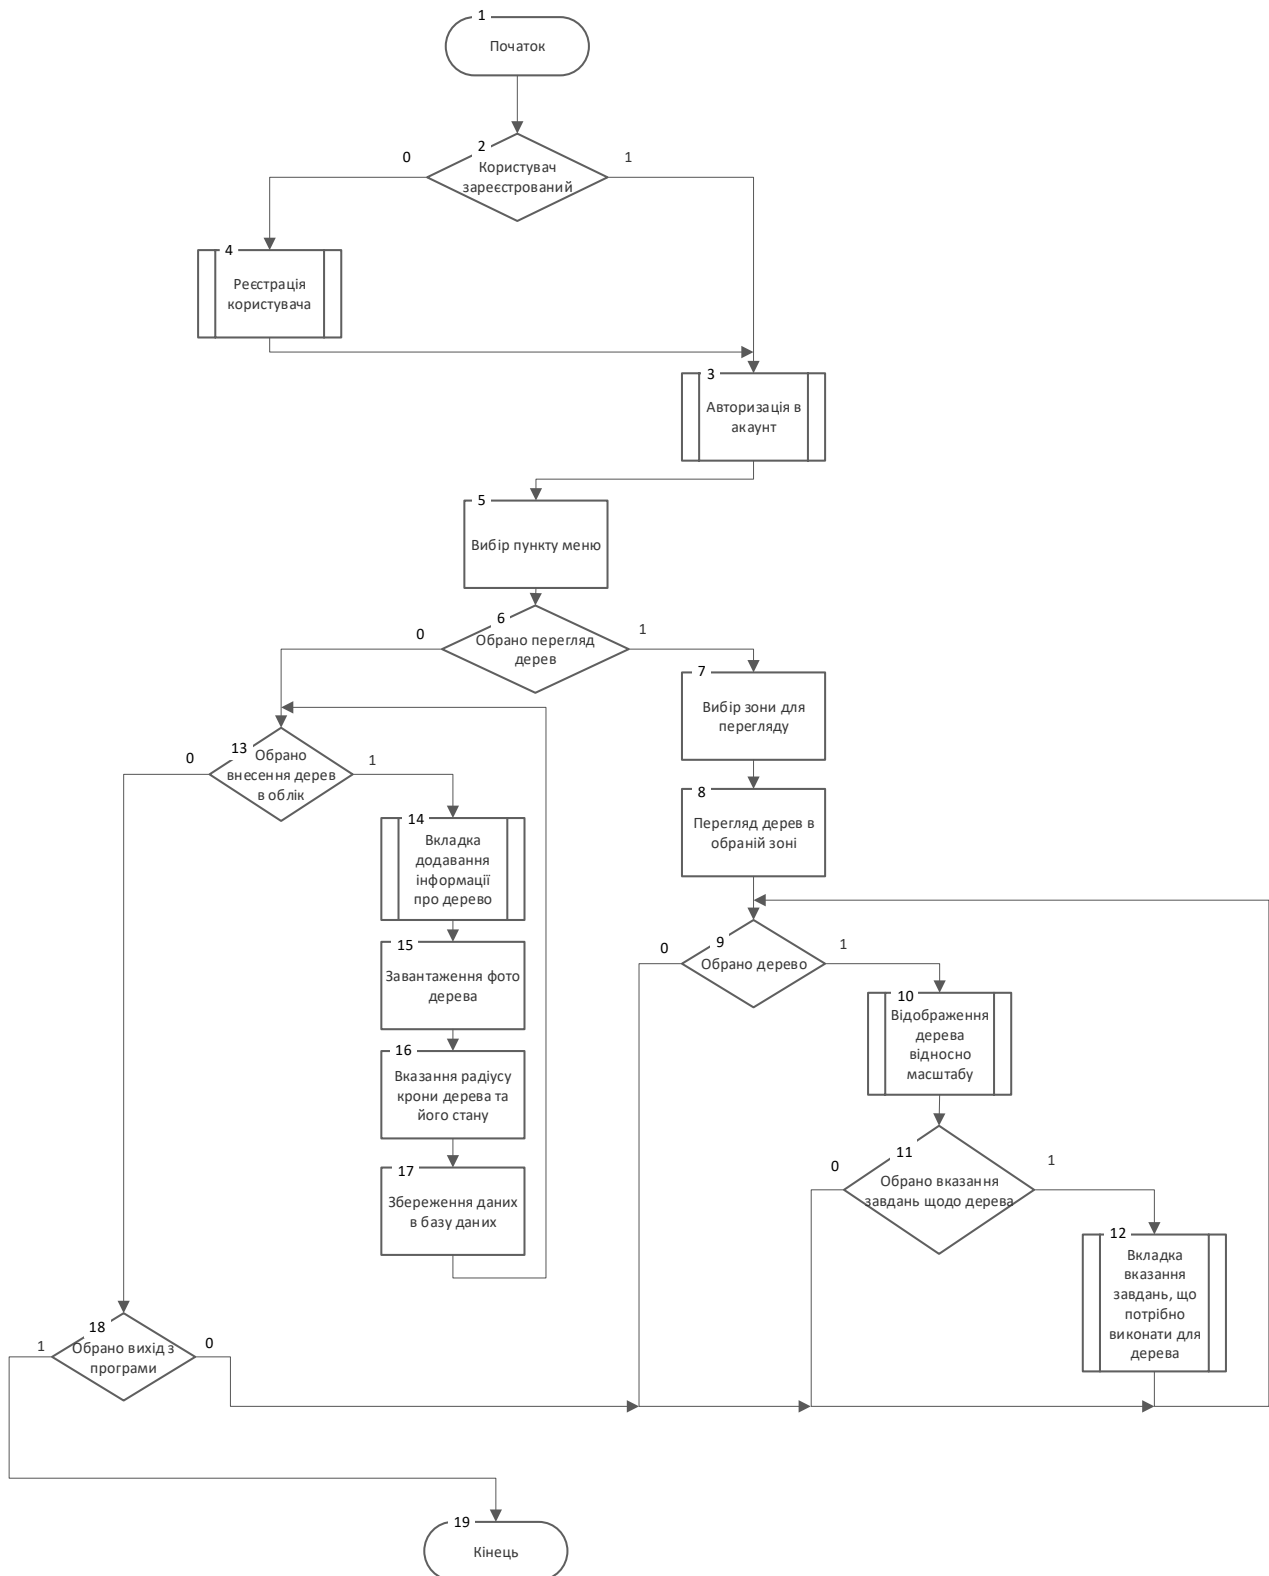 1
Початок
2
0
1
Користувач
зареєстрований
4
Реєстрація
користувача
3
Авторизація в
акаунт
5
Вибір пункту меню
6
0
1
Обрано перегляд
дерев
7
Вибір зони для
перегляду
13
0
1
Обрано
внесення дерев
в облік
8
Перегляд дерев в
обраній зоні
14
Вкладка
додавання
інформації
про дерево
9
0
1
Обрано дерево
15
Завантаження фото
дерева
10
Відображення
дерева
відносно
масштабу
16
Вказання радіусу
крони дерева та
його стану
11
0
1
Обрано вказання
завдань щодо дерева
17
Збереження даних
в базу даних
12
Вкладка
вказання
завдань, що
потрібно
виконати для
дерева
18
1
0
Обрано вихід з
програми
19
Кінець